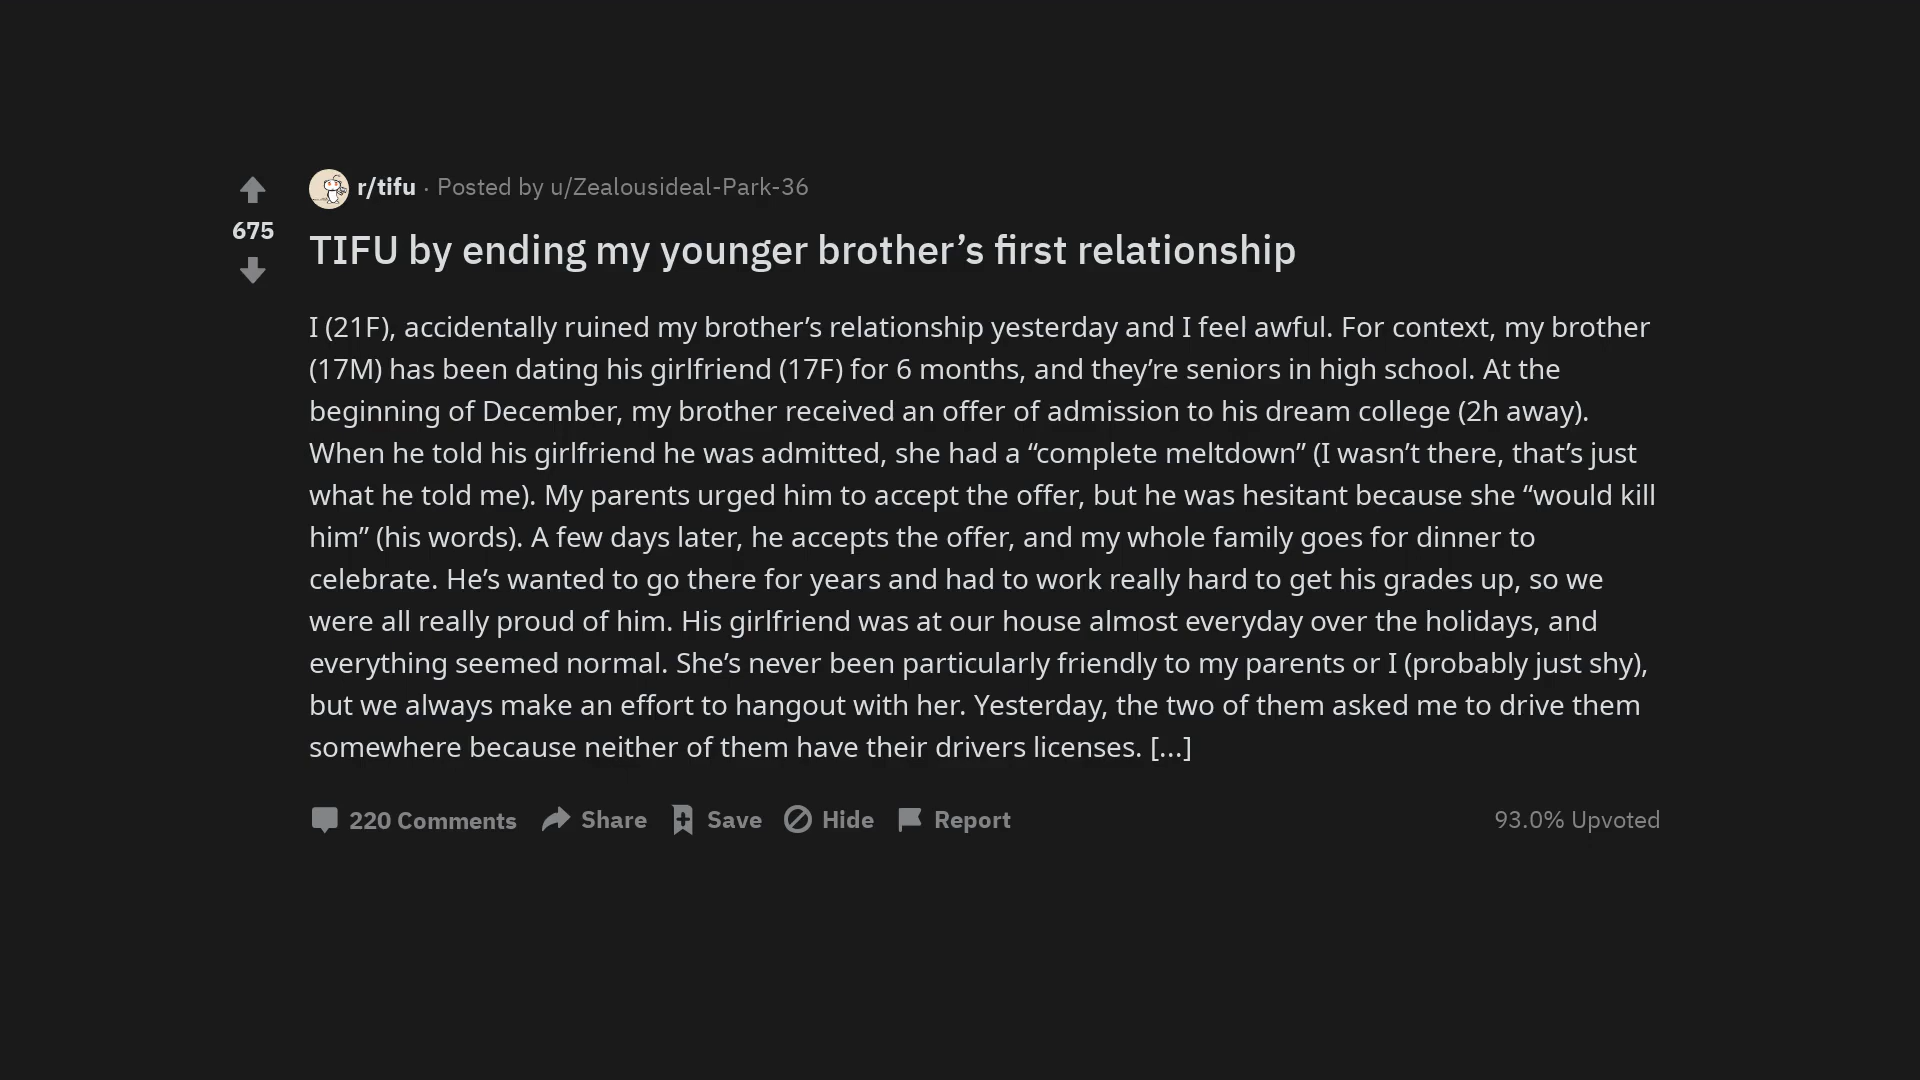 r/tifu · Posted by u/Zealousideal-Park-36
675
TIFU by ending my younger brother’s first relationship
I (21F), accidentally ruined my brother’s relationship yesterday and I feel awful. For context, my brother
(17M) has been dating his girlfriend (17F) for 6 months, and they’re seniors in high school. At the
beginning of December, my brother received an offer of admission to his dream college (2h away).
When he told his girlfriend he was admitted, she had a “complete meltdown” (I wasn’t there, that’s just
what he told me). My parents urged him to accept the offer, but he was hesitant because she “would kill
him” (his words). A few days later, he accepts the offer, and my whole family goes for dinner to
celebrate. He’s wanted to go there for years and had to work really hard to get his grades up, so we
were all really proud of him. His girlfriend was at our house almost everyday over the holidays, and
everything seemed normal. She’s never been particularly friendly to my parents or I (probably just shy),
but we always make an effort to hangout with her. Yesterday, the two of them asked me to drive them
somewhere because neither of them have their drivers licenses. [...]
220 Comments Share Save Hide Report 93.0% Upvoted